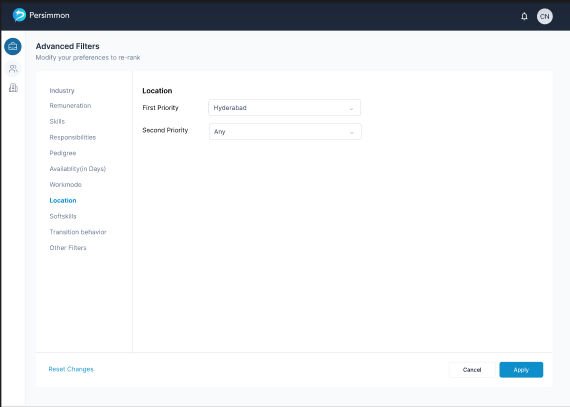 Persimmon
CN
Advanced Filters
Modify your preferences to re-rank
Industry
Remuneration
Skills
Responsibilities
Pedigree
Availablity(in Days)
Workmode
Location
Softskills
Transition behavior
Other Filters
Location
First Priority
Hyderabad
Second Priority
Any
Reset Changes
Cancel
Apply